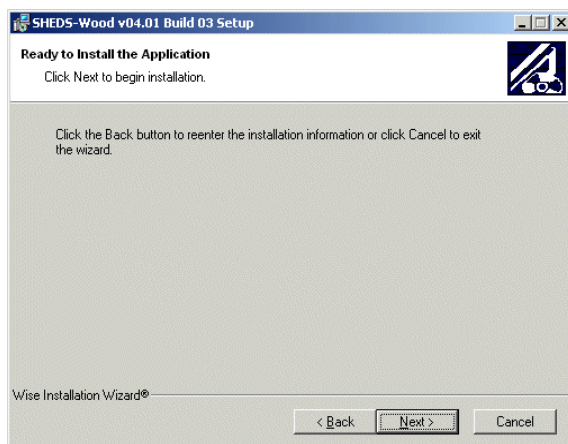 SHEDS-Wood v04.01 Build 03 Setup
Ready to Install the Application
Click Next to begin installation.
Click the Back button to reenter the installation information or click Cancel to exit
the wizard.
Wise Installation Wizard®
< Back Next > Cancel